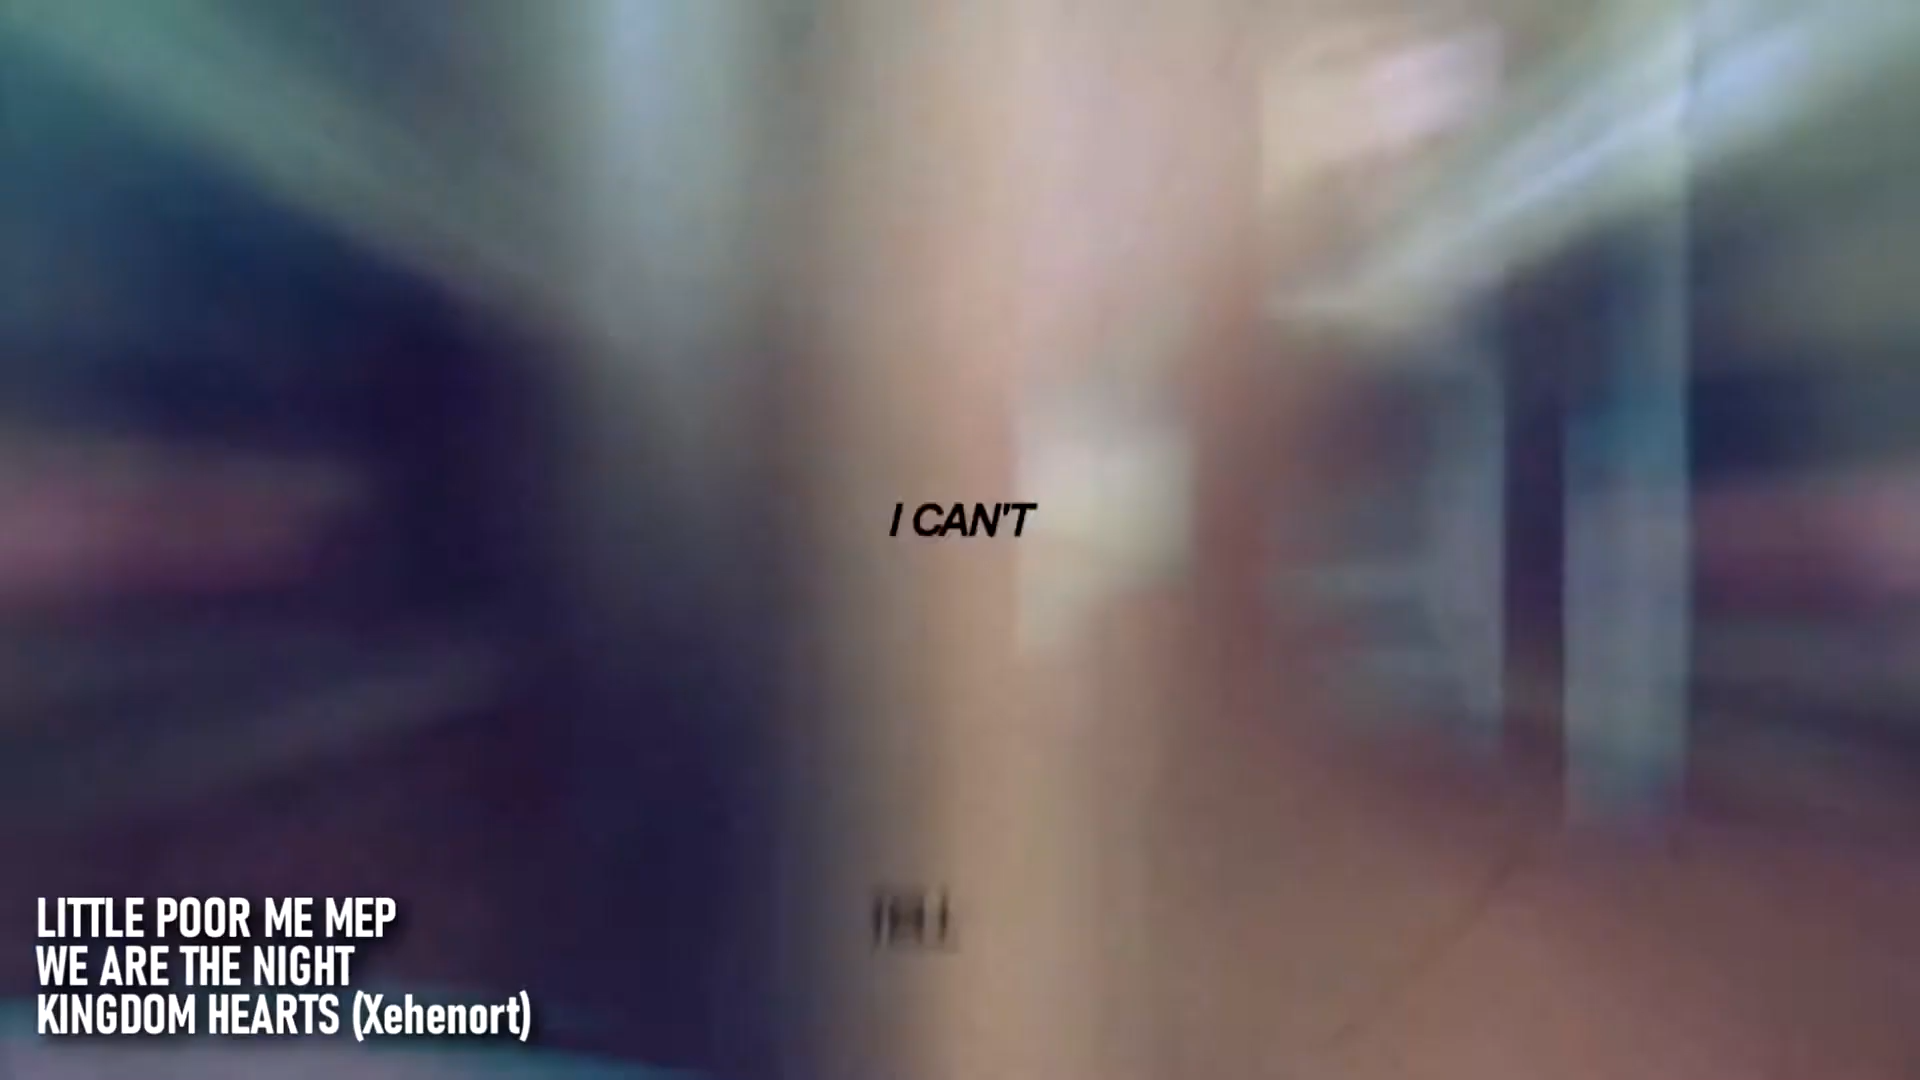 I CAN'T
LITTLE POOR ME MEP
WE ARE THE NIGHT
KINGDOM HEARTS (Xehenort)